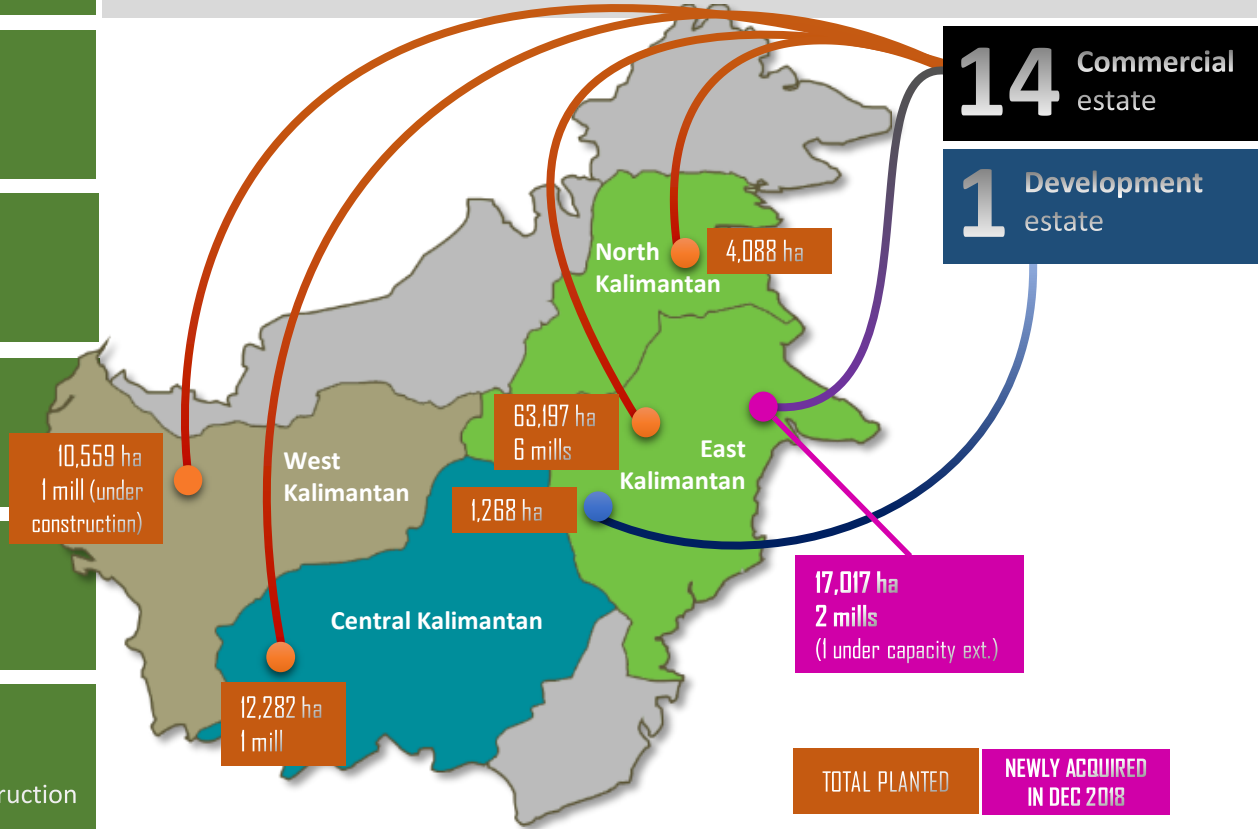 14 Commercial
estate
1 Development
estate
North
Kalimantan
4,088 ha
63,197 ha
6 mills
East
Kalimantan
10,559 ha
1 mill (under
construction)
West
Kalimantan
1,268 ha
17,017 ha
2 mills
(1 under capacity ext.)
Central Kalimantan
12,282 ha
1 mill
TOTAL PLANTED
NEWLY ACQUIRED
IN DEC 2018
ruction